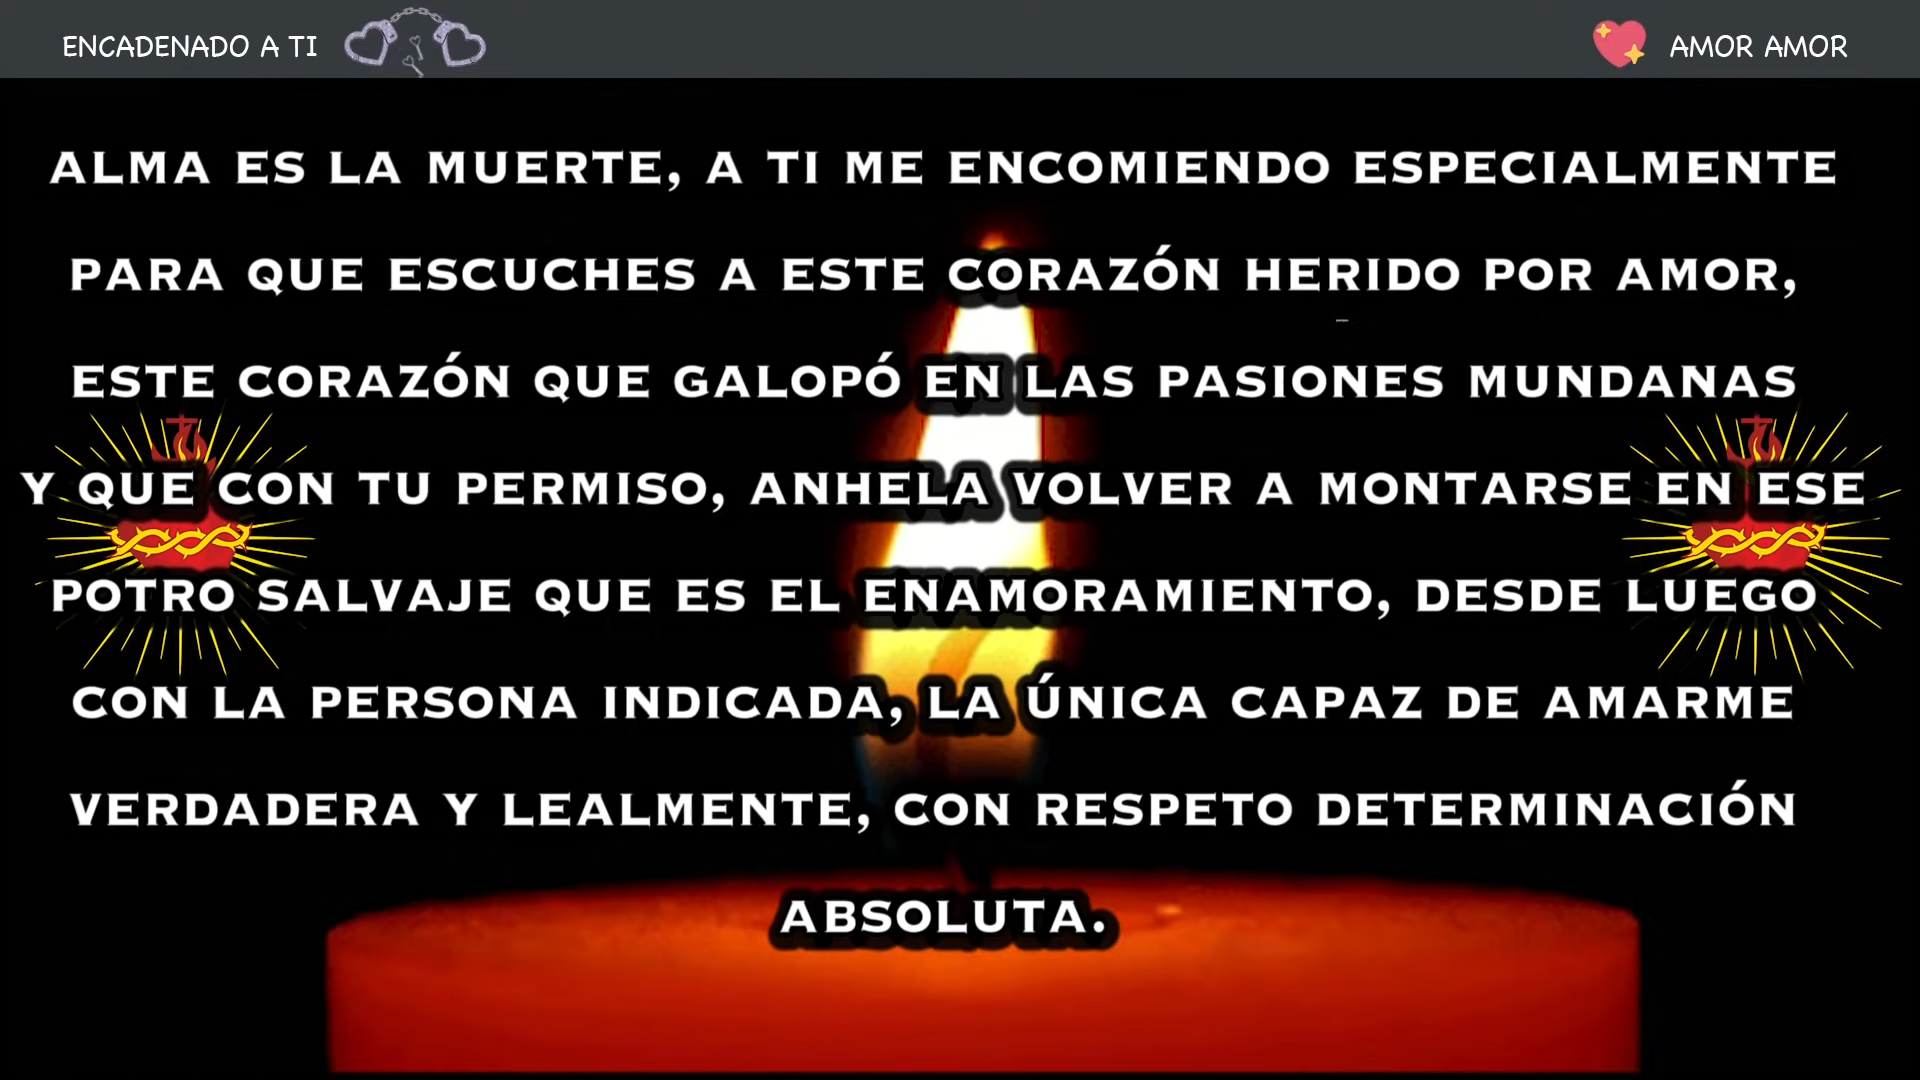 ENCADENADO A TI
AMOR AMOR
ALMA ES LA MUERTE, A TI ME ENCOMIENDO ESPECIALMENTE
PARA QUE ESCUCHES A ESTE CORAZÓN HERIDO POR AMOR,
ESTE CORAZÓN QUE GALOPÓ EN LAS PASIONES MUNDANAS
Y QUE CON TU PERMISO, ANHELA VOLVER A MONTARSE EN ESE
POTRO SALVAJE QUE ES EL ENAMORAMIENTO, DESDE LUEGO
CON LA PERSONA INDICADA, LA ÚNICA CAPAZ DE AMARME
VERDADERA Y LEALMENTE, CON RESPETO DETERMINACIÓN
ABSOLUTA.